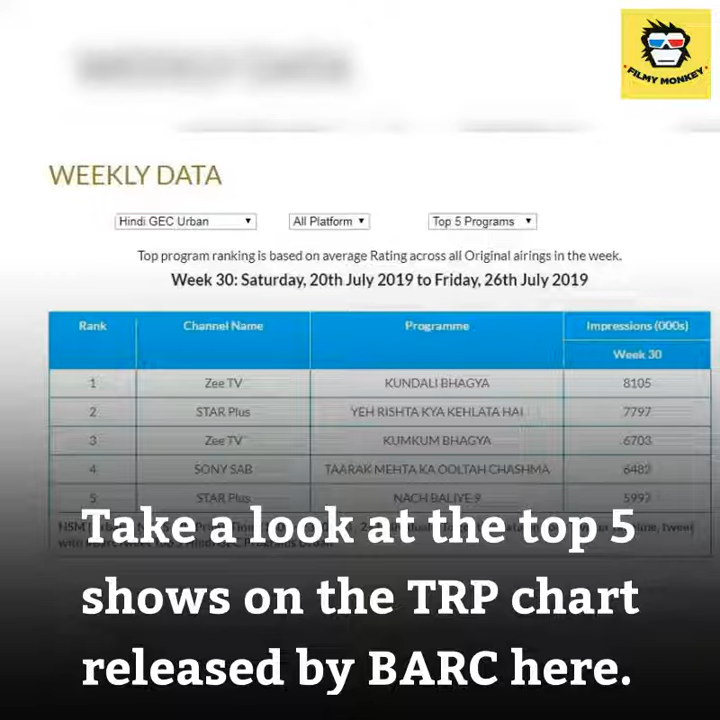 FILMY MONKEY
WEEKLY DATA
Hindi GEC Urban All Platform Top 5 Programs
Top program ranking is based on average Rating across all Original airings in the week.
Week 30: Saturday, 20th July 2019 to Friday, 26th July 2019
Rank Channel Name Programme Impressions (000s)
Week 30
1 Zee TV KUNDALI BHAGYA 8105
2 STAR Plus YEH RISHTA KYA KEHLATA HAI 7797
3 Zee TV KUMKUM BHAGYA 6703
4 SONY SAB TAARAK MEHTA KA OOLTAH CHASHMA 6482
5 STAR Plus NACH BALIYE 9 5992
Take a look at the top 5
shows on the TRP chart
released by BARC here.